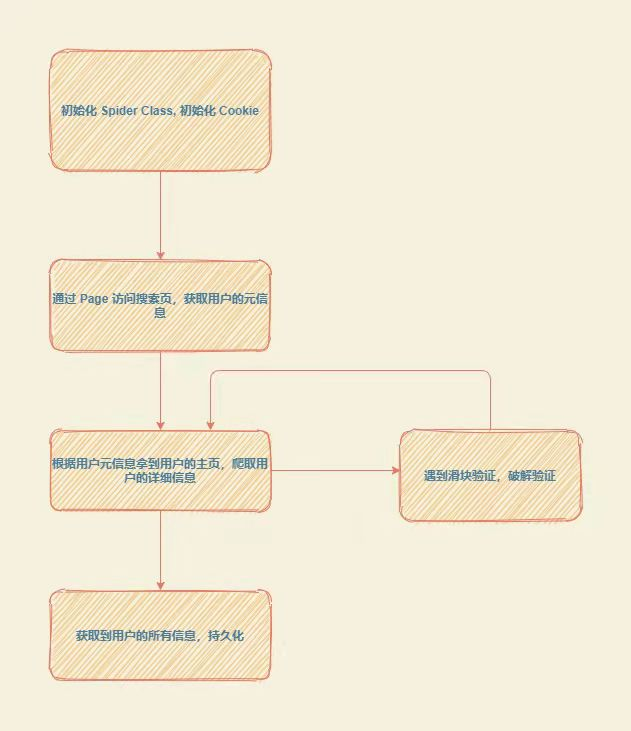 初始化 Spider Class, 初始化 Cookie
通过 Page 访问搜索页，获取用户的元信
息
根据用户元信息拿到用户的主页，爬取用
户的详细信息
遇到滑块验证，破解验证
获取到用户的所有信息，持久化